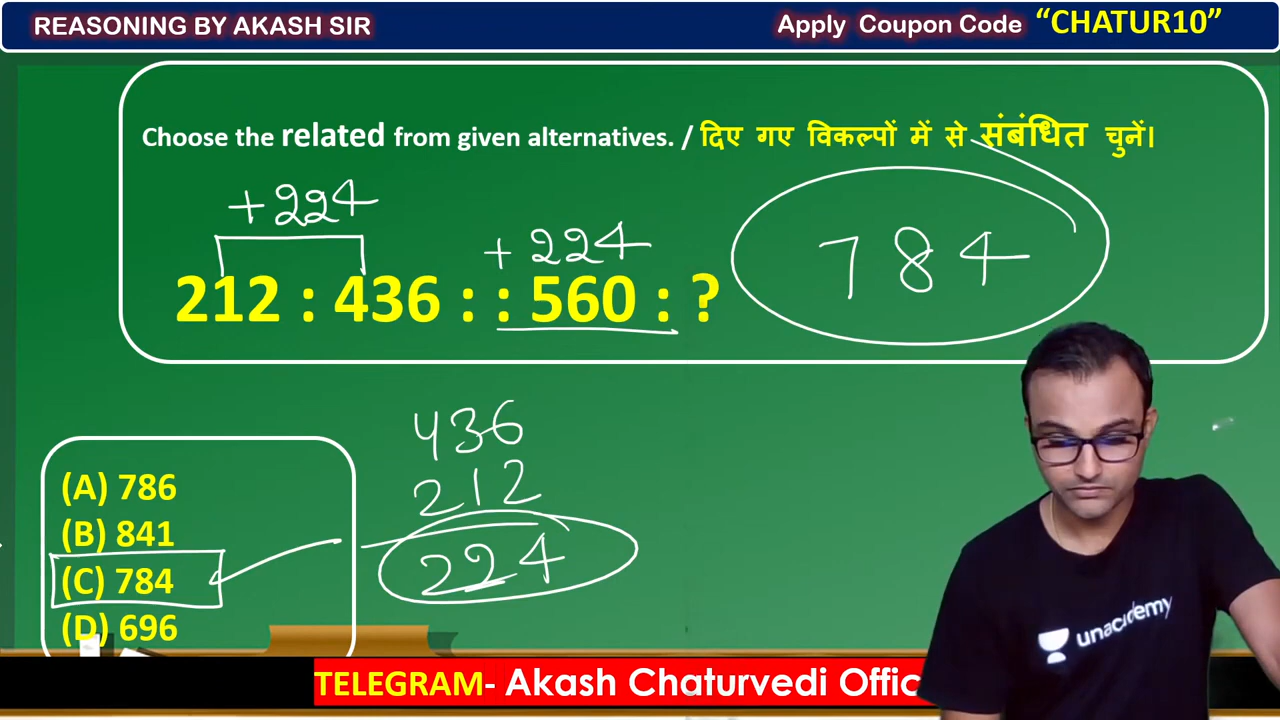 REASONING BY AKASH SIR
Apply Coupon Code “CHATUR10”
Choose the related from given alternatives. / दिए गए विकल्पों में से संबंधित चुनें।
+224
+224
212 : 436 : : 560 : ?
784
436
212
224
(A) 786
(B) 841
(C) 784
(D) 696
unacademy
TELEGRAM- Akash Chaturvedi Offic